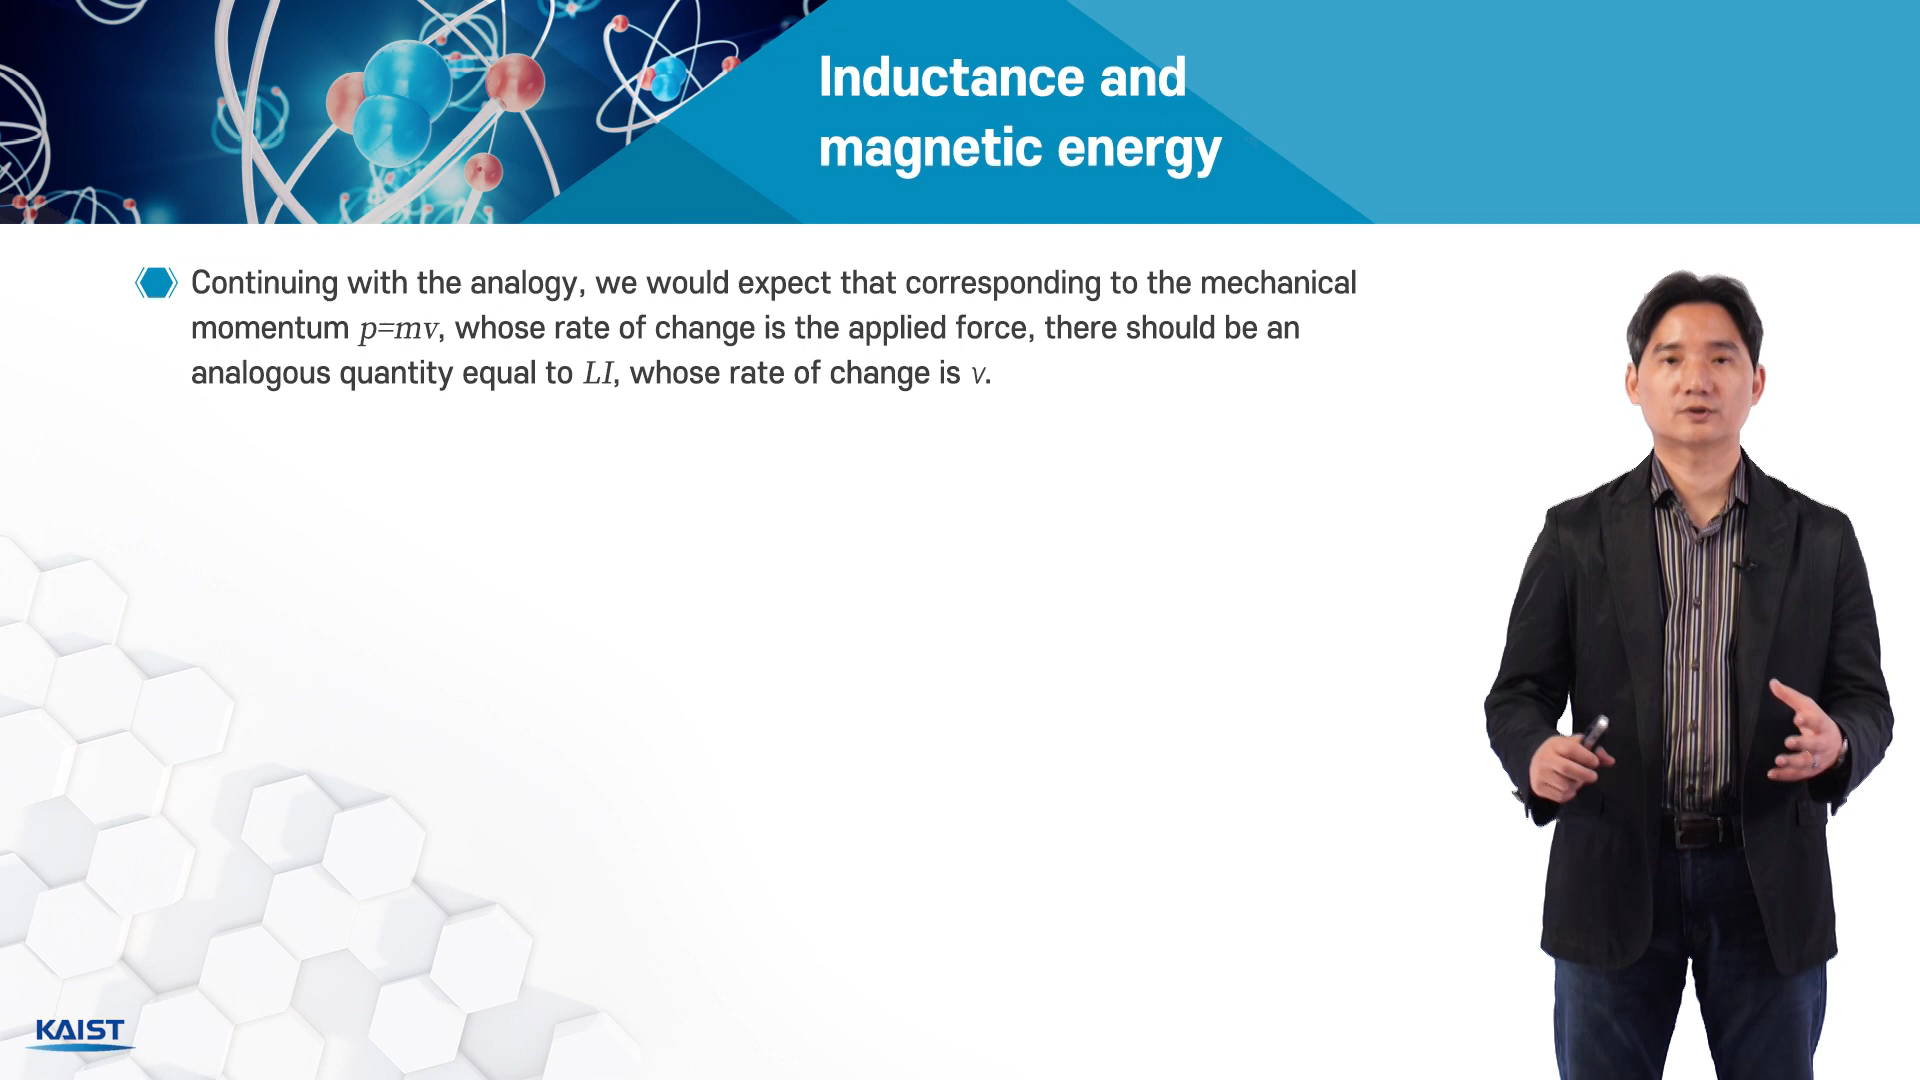 Inductance and
magnetic energy
Continuing with the analogy, we would expect that corresponding to the mechanical
momentum p=mv, whose rate of change is the applied force, there should be an
analogous quantity equal to LI, whose rate of change is v.
KAIST